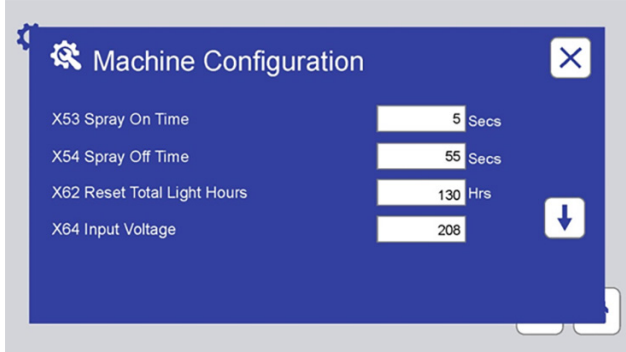 Machine Configuration
X53 Spray On Time 5 Secs
X54 Spray Off Time 55 Secs
X62 Reset Total Light Hours 130 Hrs
X64 Input Voltage 208